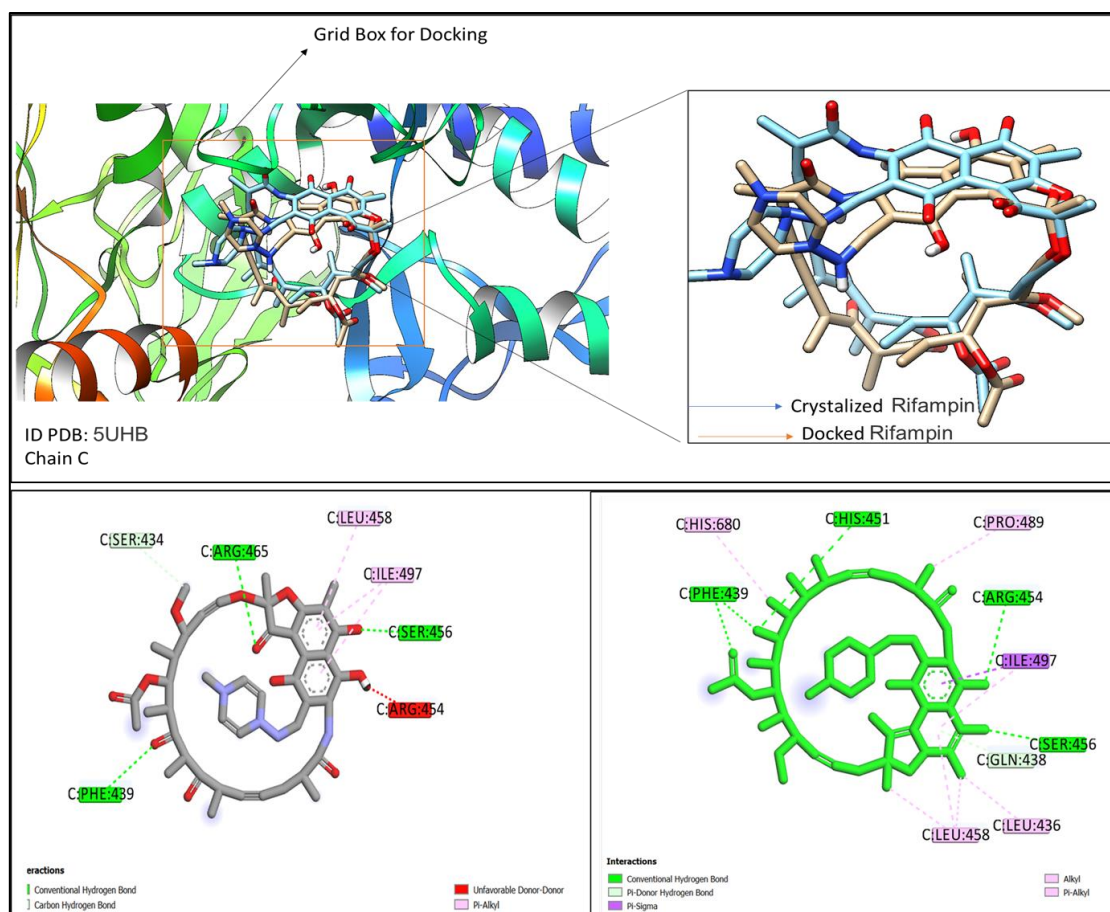 Grid Box for Docking
ID PDB: 5UHB
Chain C
Crystalized Rifampin
Docked Rifampin
C:LEU:458
C:SER:434
C:ARG:465
C:ILE:497
C:SER:456
C:ARG:454
C:PHE:439
eractions
Conventional Hydrogen Bond
Carbon Hydrogen Bond
Unfavorable Donor-Donor
Pi-Alkyl
C:HIS:451
C:HIS:680
C:PRO:489
C:PHE:439
C:ARG:454
C:ILE:497
C:SER:456
C:GLN:438
C:LEU:436
C:LEU:458
Interactions
Conventional Hydrogen Bond
Pi-Donor Hydrogen Bond
Pi-Sigma
Alkyl
Pi-Alkyl